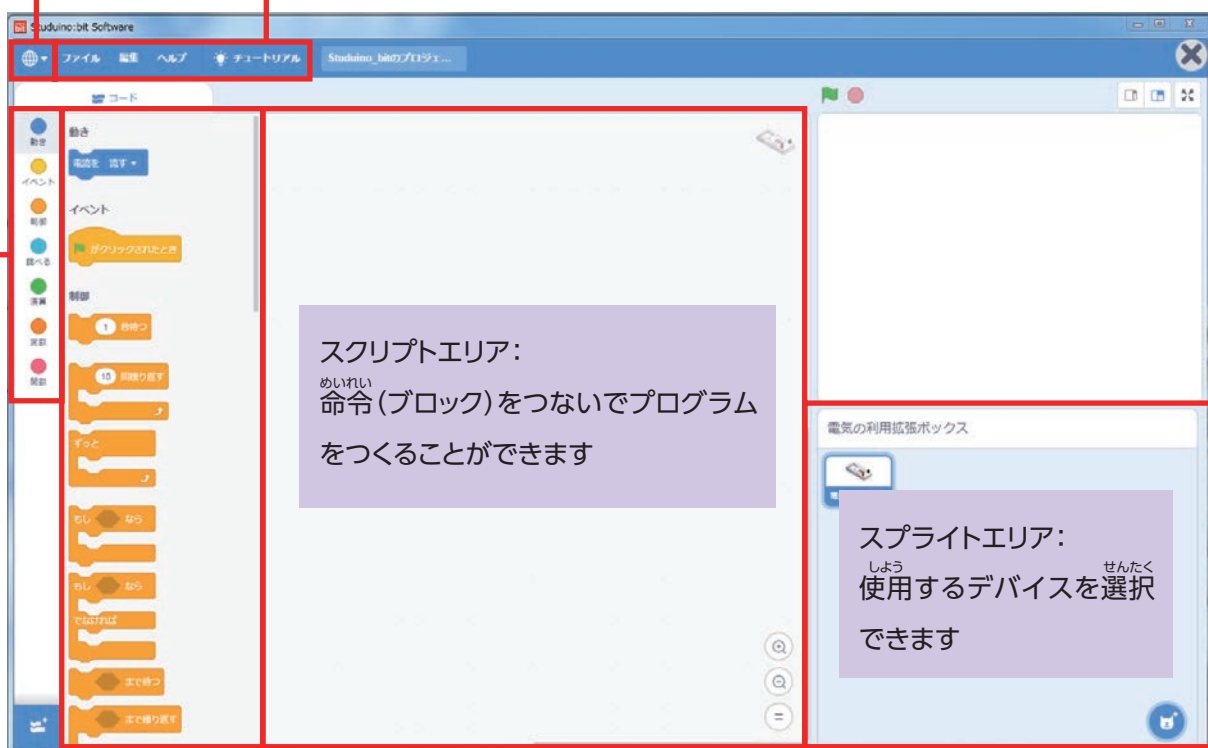 Studuino:bit Software
ファイル 編集 ヘルプ チュートリアル Studuino_bitのプロジェ...
コード
動き
イベント
制御
調べる
演算
変数
関数
動き
電流を 流す
イベント
がクリックされたとき
制御
1 秒待つ
10 回繰り返す
ずっと
もし なら
もし なら
でなければ
まで待つ
まで繰り返す
スクリプトエリア：
めいれい
命令(ブロック)をつないでプログラム
をつくることができます
電気の利用拡張ボックス
スプライトエリア：
しよう せんたく
使用するデバイスを選択
できます